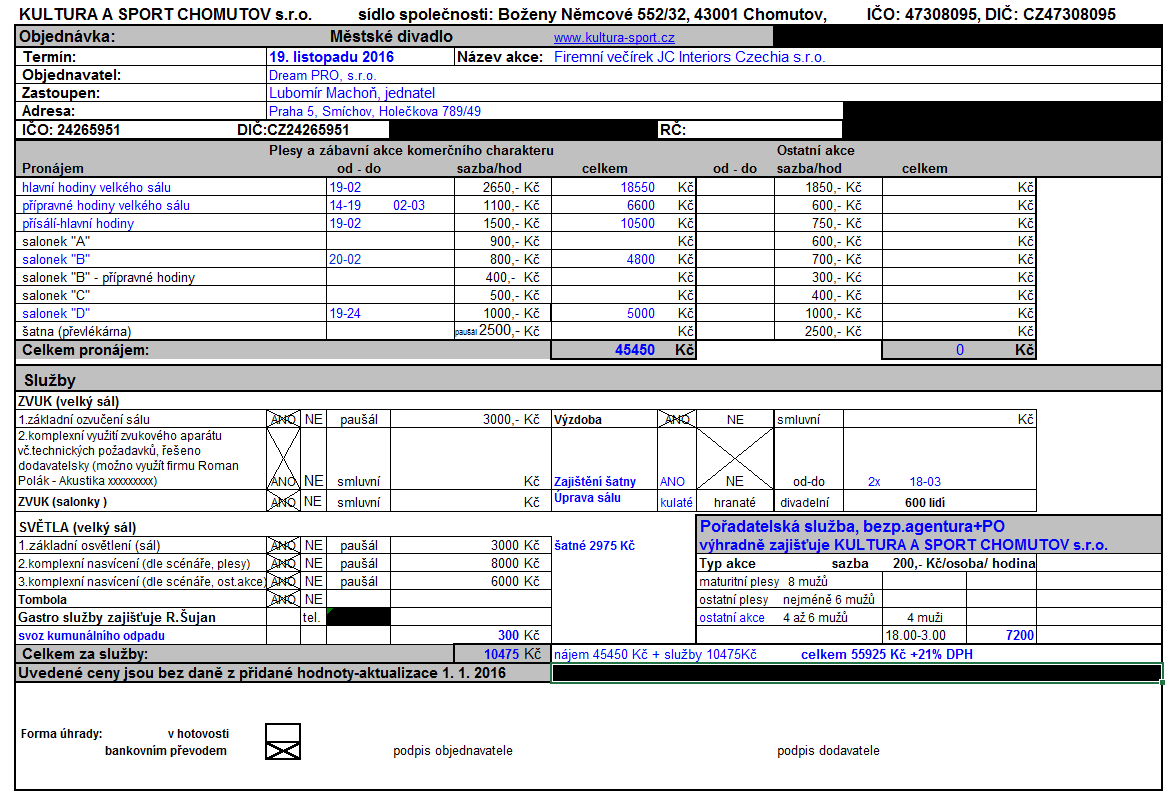 KULTURA A SPORT CHOMUTOV s.r.o. sídlo společnosti: Boženy Němcové 552/32, 43001 Chomutov, IČO: 47308095, DIČ: CZ47308095
Objednávka: Městské divadlo www.kultura-sport.cz
Termín: 19. listopadu 2016 Název akce: Firemní večírek JC Interiors Czechia s.r.o.
Objednavatel: Dream PRO, s.r.o.
Zastoupen: Lubomír Machoň, jednatel
Adresa: Praha 5, Smíchov, Holečkova 789/49
IČO: 24265951 DIČ:CZ24265951 RČ:
Plesy a zábavní akce komerčního charakteru Ostatní akce
Pronájem od - do sazba/hod celkem od - do sazba/hod celkem
hlavní hodiny velkého sálu 19-02 2650,- Kč 18550 Kč 1850,- Kč Kč
přípravné hodiny velkého sálu 14-19 02-03 1100,- Kč 6600 Kč 600,- Kč Kč
přísálí-hlavní hodiny 19-02 1500,- Kč 10500 Kč 750,- Kč Kč
salonek "A" 900,- Kč Kč 600,- Kč Kč
salonek "B" 20-02 800,- Kč 4800 Kč 700,- Kč Kč
salonek "B" - přípravné hodiny 400,- Kč Kč 300,- Kč Kč
salonek "C" 500,- Kč Kč 400,- Kč Kč
salonek "D" 19-24 1000,- Kč 5000 Kč 1000,- Kč Kč
šatna (převlékárna) paušál 2500,- Kč Kč 2500,- Kč Kč
Celkem pronájem: 45450 Kč 0 Kč
Služby
ZVUK (velký sál)
1.základní ozvučení sálu ANO NE paušál 3000,- Kč Výzdoba ANO NE smluvní Kč
2.komplexní využití zvukového aparátu
vč.technických požadavků, řešeno
dodavatelsky (možno využít firmu Roman
Polák - Akustika xxxxxxxxx) ANO NE smluvní Kč Zajištění šatny ANO NE od-do 2x 18-03
ZVUK (salonky ) ANO NE smluvní Kč Úprava sálu kulaté hranaté divadelní 600 lidí
SVĚTLA (velký sál) Pořadatelská služba, bezp.agentura+PO
1.základní osvětlení (sál) ANO NE paušál 3000 Kč šatné 2975 Kč výhradně zajišťuje KULTURA A SPORT CHOMUTOV s.r.o.
2.komplexní nasvícení (dle scénáře, plesy) ANO NE paušál 8000 Kč Typ akce sazba 200,- Kč/osoba/ hodina
3.komplexní nasvícení (dle scénáře, ost.akce) ANO NE paušál 6000 Kč maturitní plesy 8 mužů
Tombola ANO NE ostatní plesy nejméně 6 mužů
Gastro služby zajišťuje R.Šujan tel. ostatní akce 4 až 6 mužů 4 muži
svoz kumunálního odpadu 300 Kč 18.00-3.00 7200
Celkem za služby: 10475 Kč nájem 45450 Kč + služby 10475Kč celkem 55925 Kč +21% DPH
Uvedené ceny jsou bez daně z přidané hodnoty-aktualizace 1. 1. 2016
Forma úhrady: v hotovosti
bankovním převodem podpis objednavatele podpis dodavatele